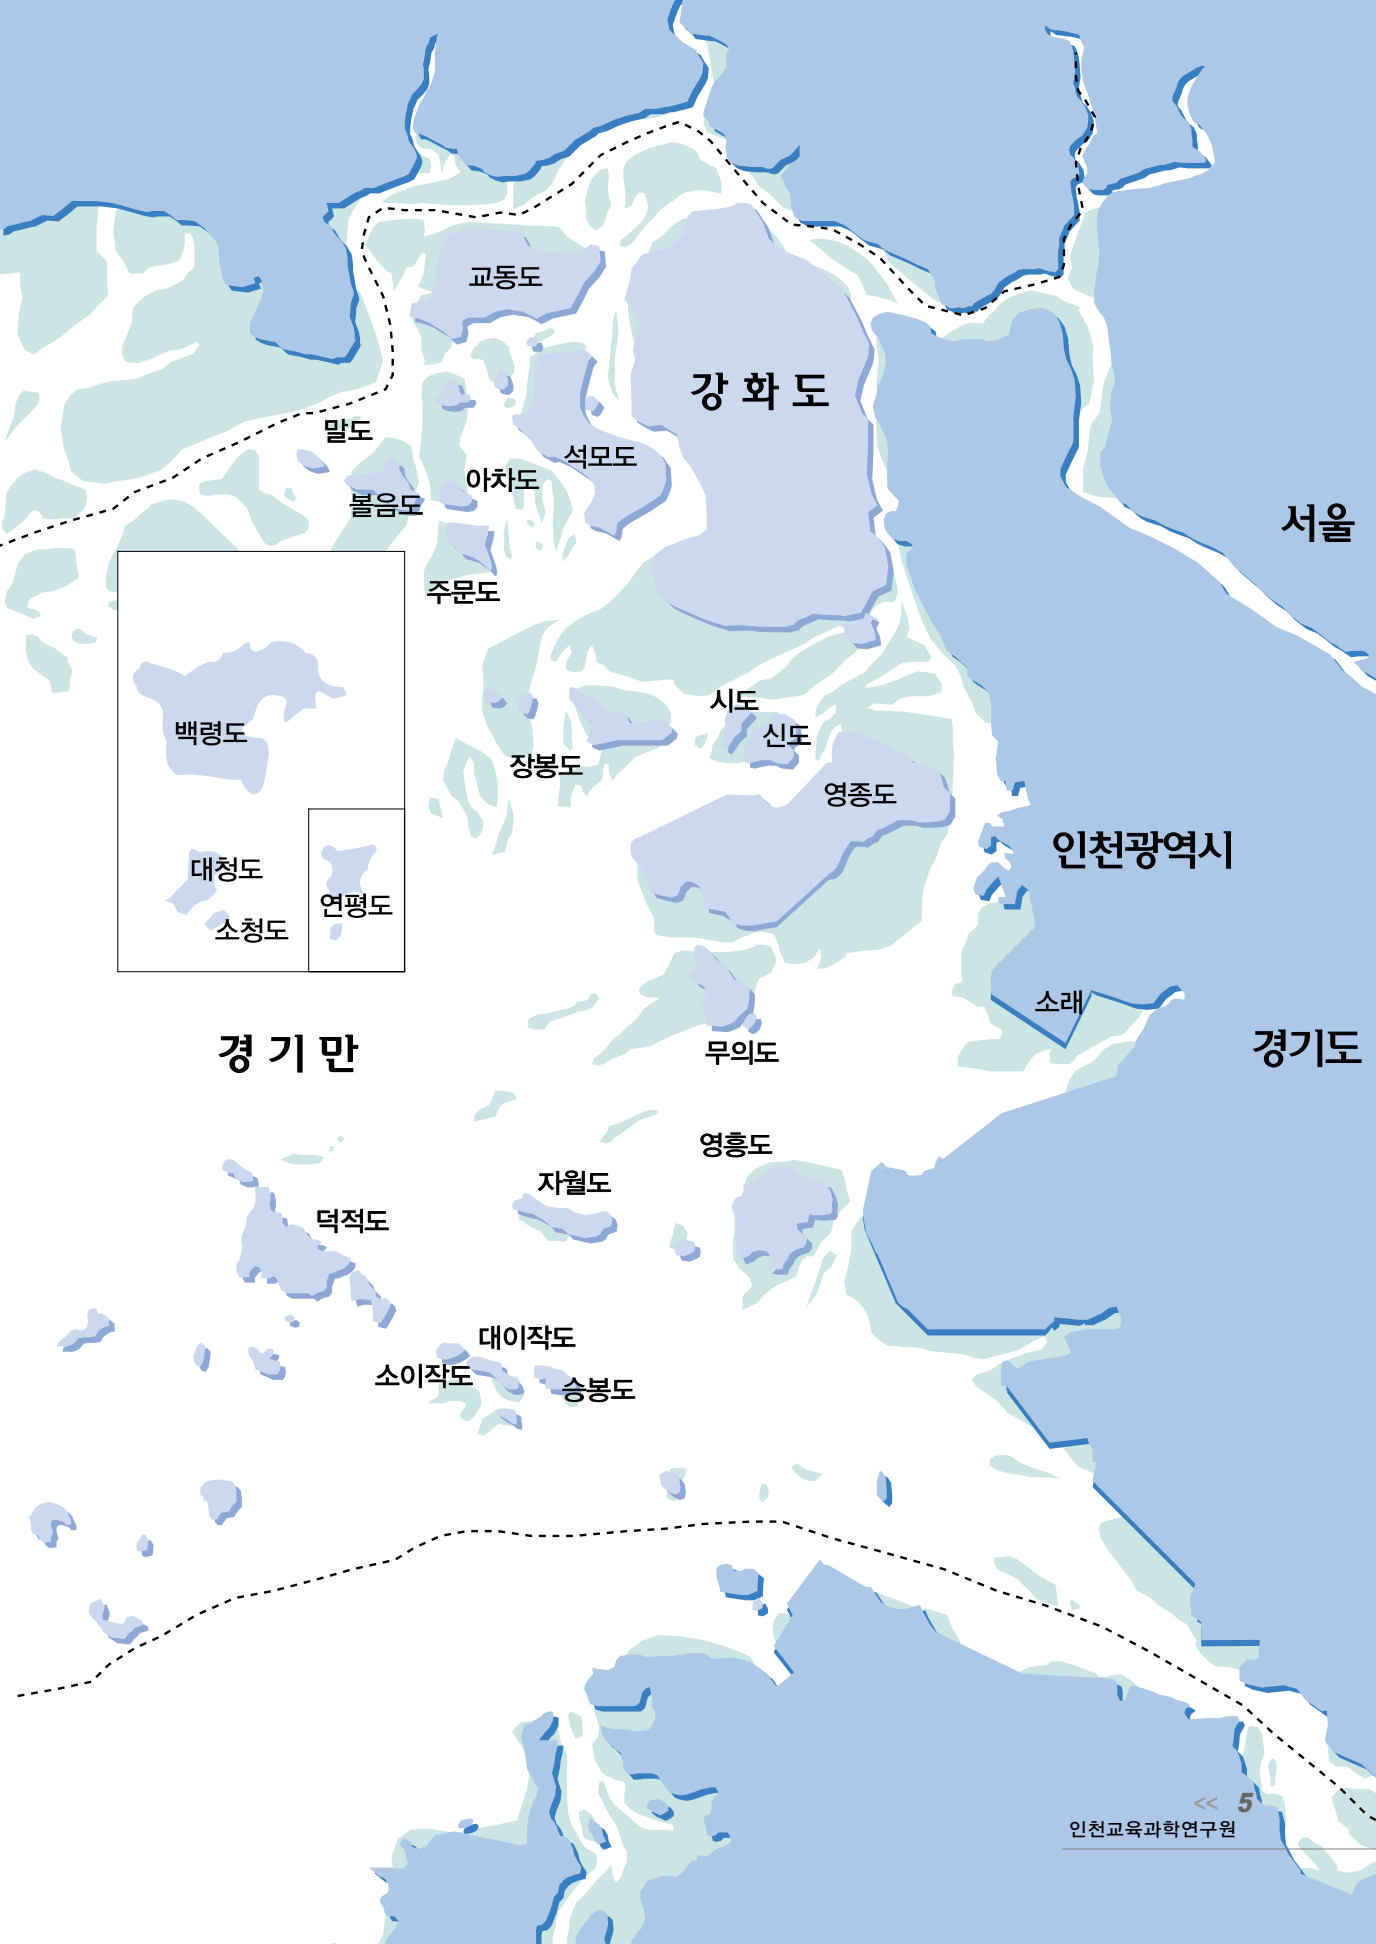 교동도
강화도
말도
석모도
아차도
볼음도
서울
주문도
시도
백령도
신도
장봉도
영종도
인천광역시
대청도
연평도
소청도
소래
경기만
무의도
경기도
영흥도
자월도
덕적도
대이작도
소이작도
승봉도
<< 5
인천교육과학연구원